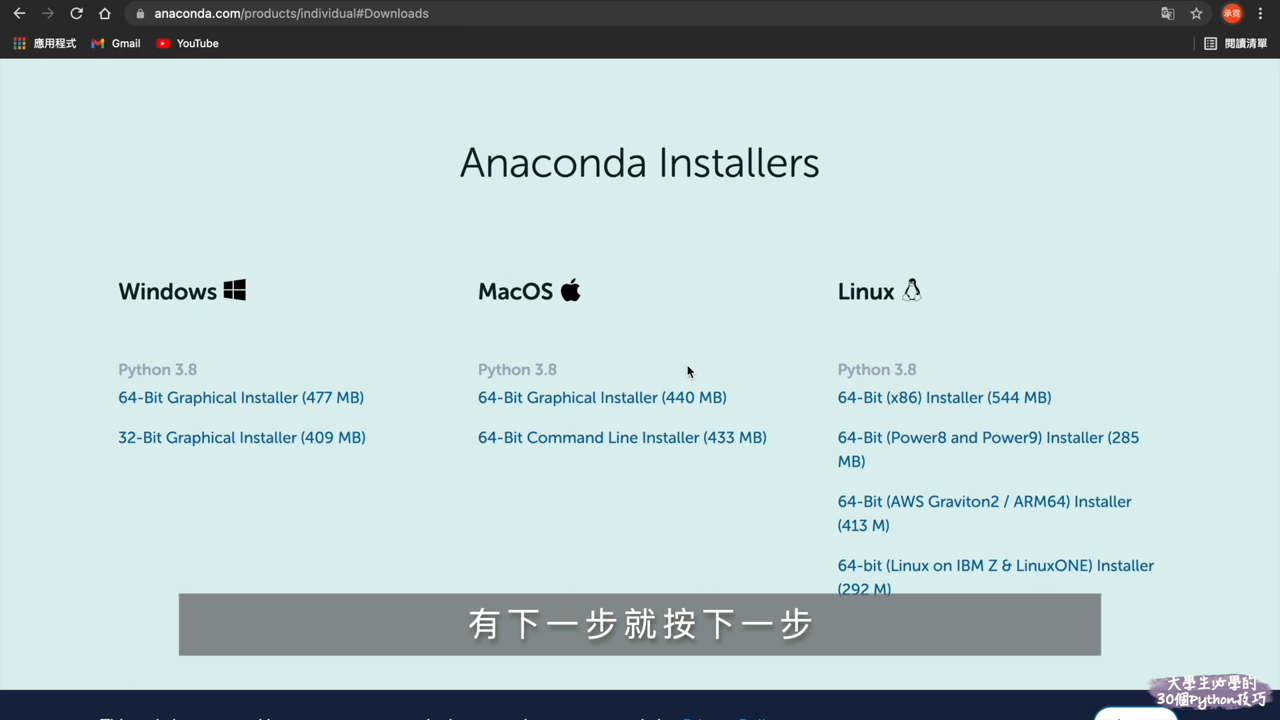 anaconda.com/products/individual#Downloads
承霓
應用程式
Gmail
YouTube
閱讀清單
Anaconda Installers
Windows
MacOS
Linux
Python 3.8
64-Bit Graphical Installer (477 MB)
32-Bit Graphical Installer (409 MB)
Python 3.8
64-Bit Graphical Installer (440 MB)
64-Bit Command Line Installer (433 MB)
Python 3.8
64-Bit (x86) Installer (544 MB)
64-Bit (Power8 and Power9) Installer (285
MB)
64-Bit (AWS Graviton2 / ARM64) Installer
(413 M)
64-bit (Linux on IBM Z & LinuxONE) Installer
(292 M)
有下一步就按下一步
大學生必學的
30個Python技巧